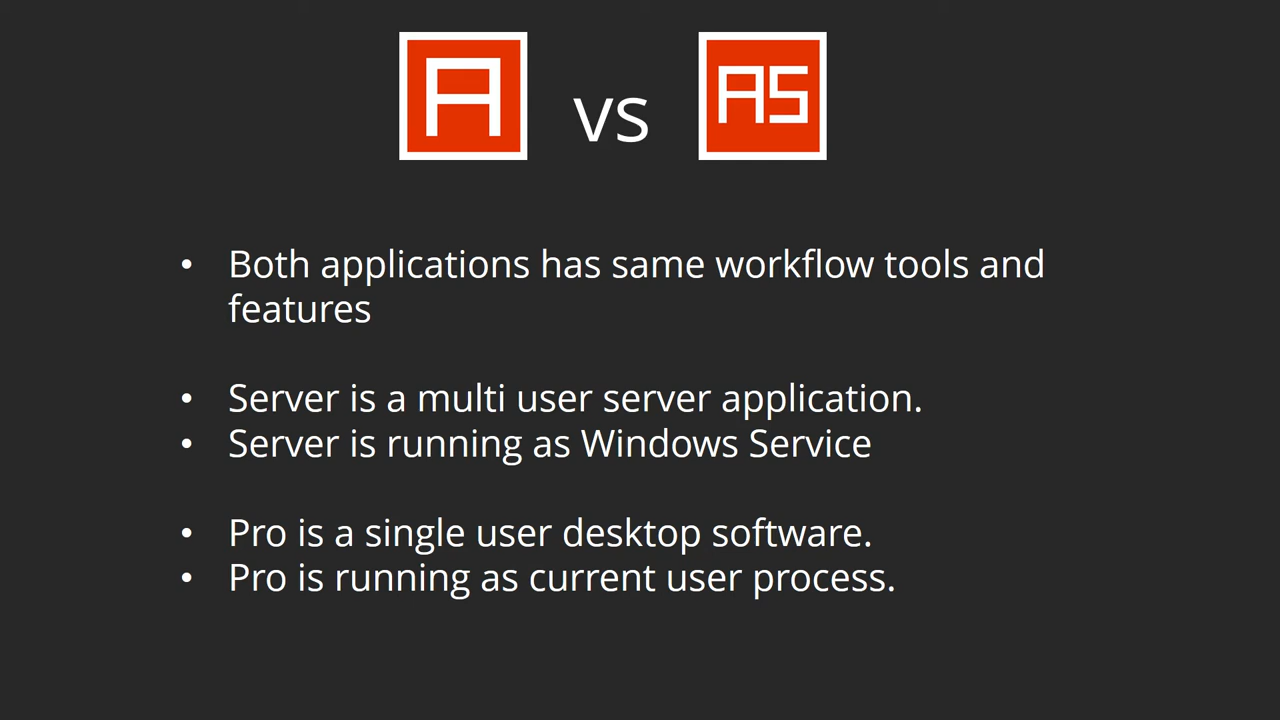 A vs AS
• Both applications has same workflow tools and
features
• Server is a multi user server application.
• Server is running as Windows Service
• Pro is a single user desktop software.
• Pro is running as current user process.